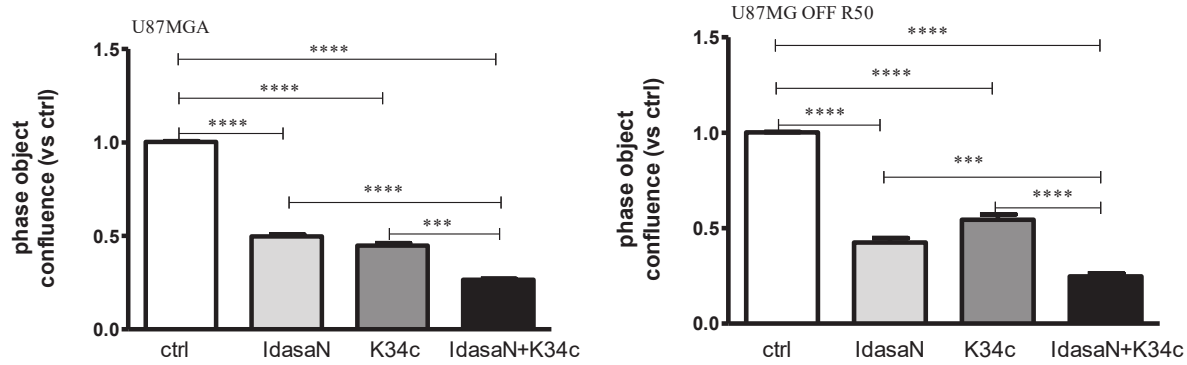 U87MGA
phase object
confluence (vs ctrl)
1.5
1.0
0.5
0.0
****
****
****
****
***
ctrl
IdasaN
K34c
IdasaN+K34c
U87MG OFF R50
phase object
confluence (vs ctrl)
1.5
1.0
0.5
0.0
****
****
****
***
****
ctrl
IdasaN
K34c
IdasaN+K34c